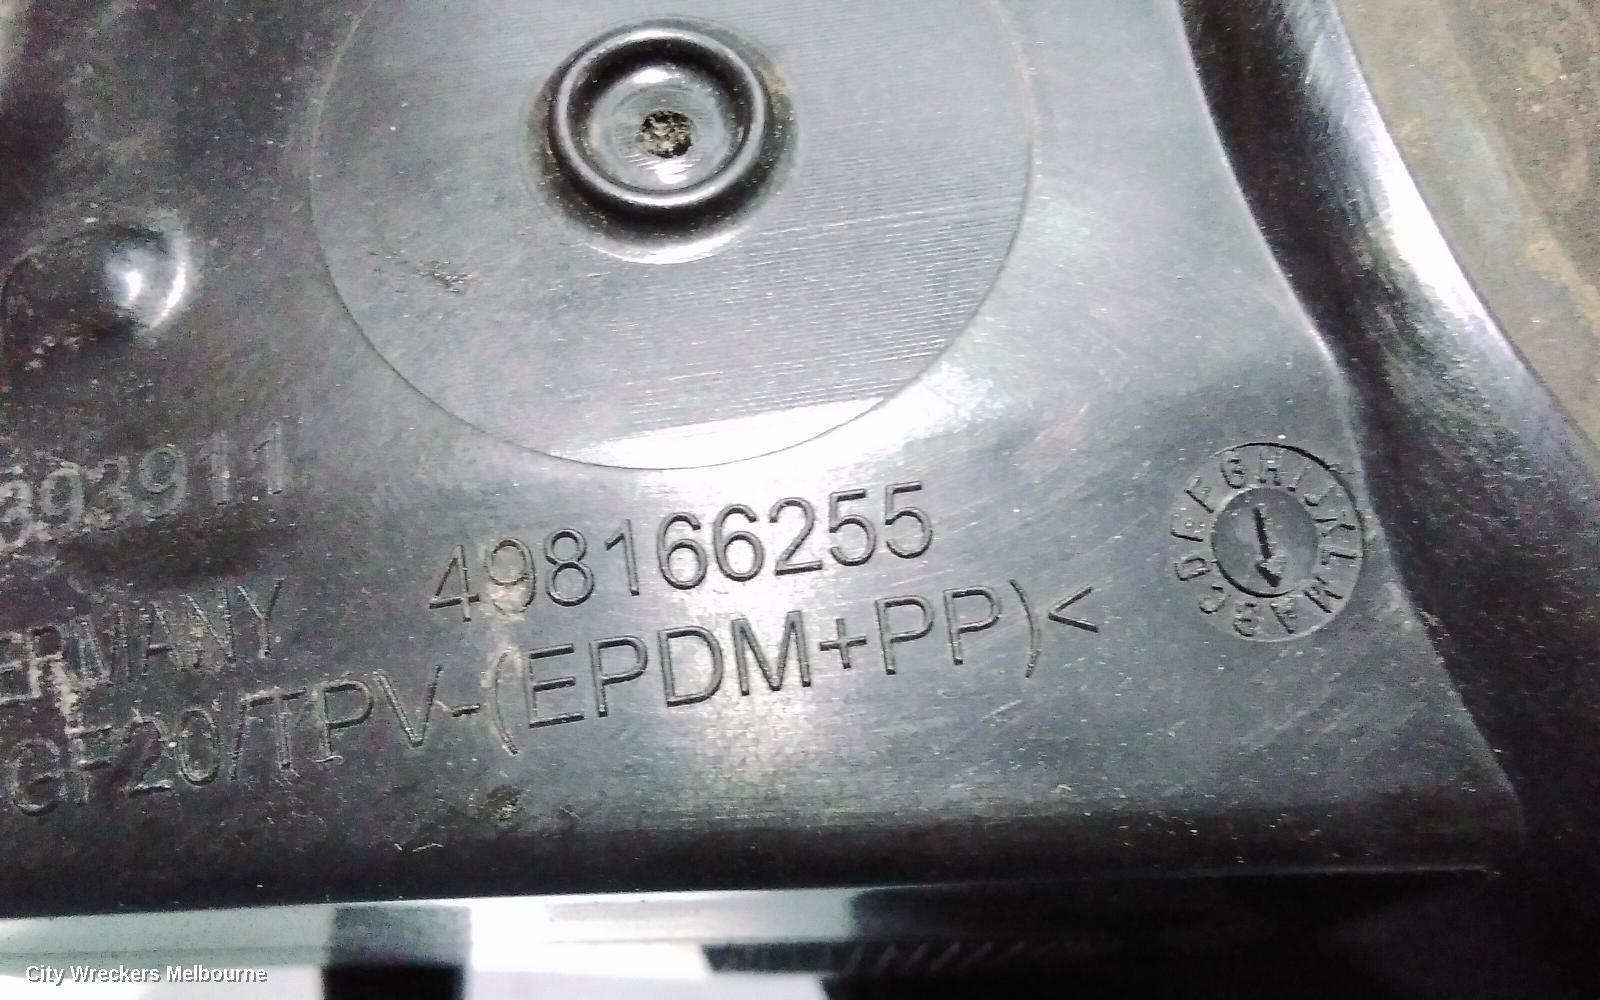 393911
498166255
ERMANY
GF20/TPV-(EPDM+PP)<
City Wreckers Melbourne